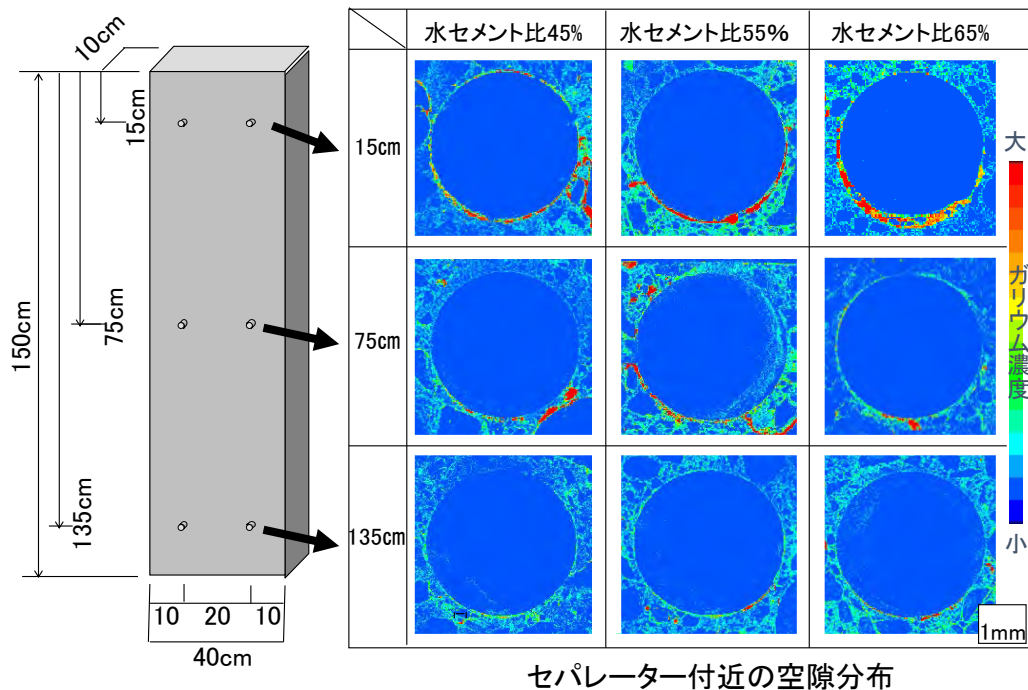 10cm
15cm
75cm
135cm
150cm
10 20 10
40cm
水セメント比45% 水セメント比55% 水セメント比65%
15cm
75cm
135cm
大
ガリウム濃度
小
1mm
セパレーター付近の空隙分布